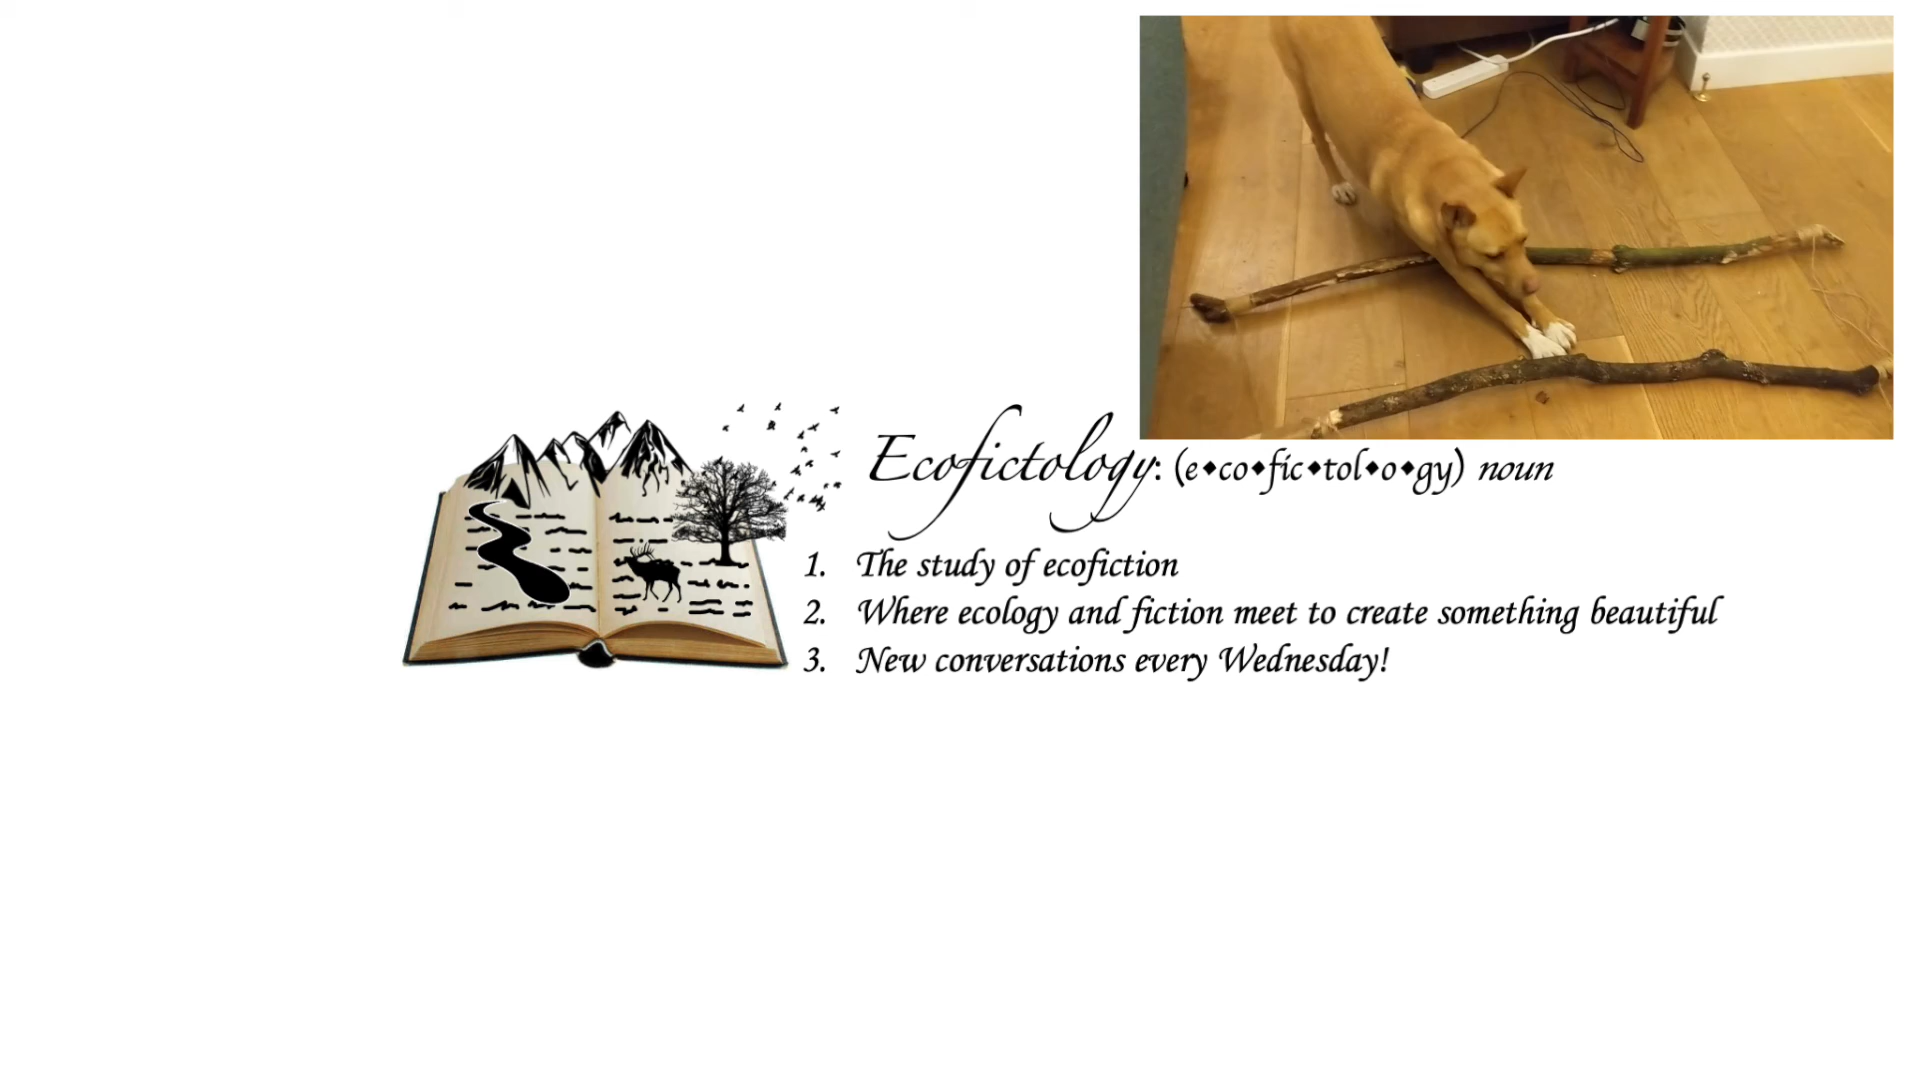 Ecofictology: (e◆co◆fic◆tol◆o◆gy) noun
1. The study of ecofiction
2. Where ecology and fiction meet to create something beautiful
3. New conversations every Wednesday!